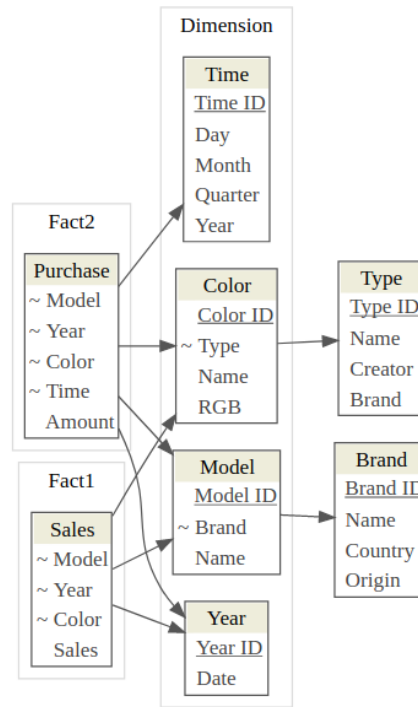 Dimension
Time
Time ID
Day
Month
Quarter
Year
Fact2
Purchase
~ Model
~ Year
~ Color
~ Time
Amount
Color
Color ID
~ Type
Name
RGB
Type
Type ID
Name
Creator
Brand
Fact1
Sales
~ Model
~ Year
~ Color
Sales
Model
Model ID
~ Brand
Name
Brand
Brand ID
Name
Country
Origin
Year
Year ID
Date